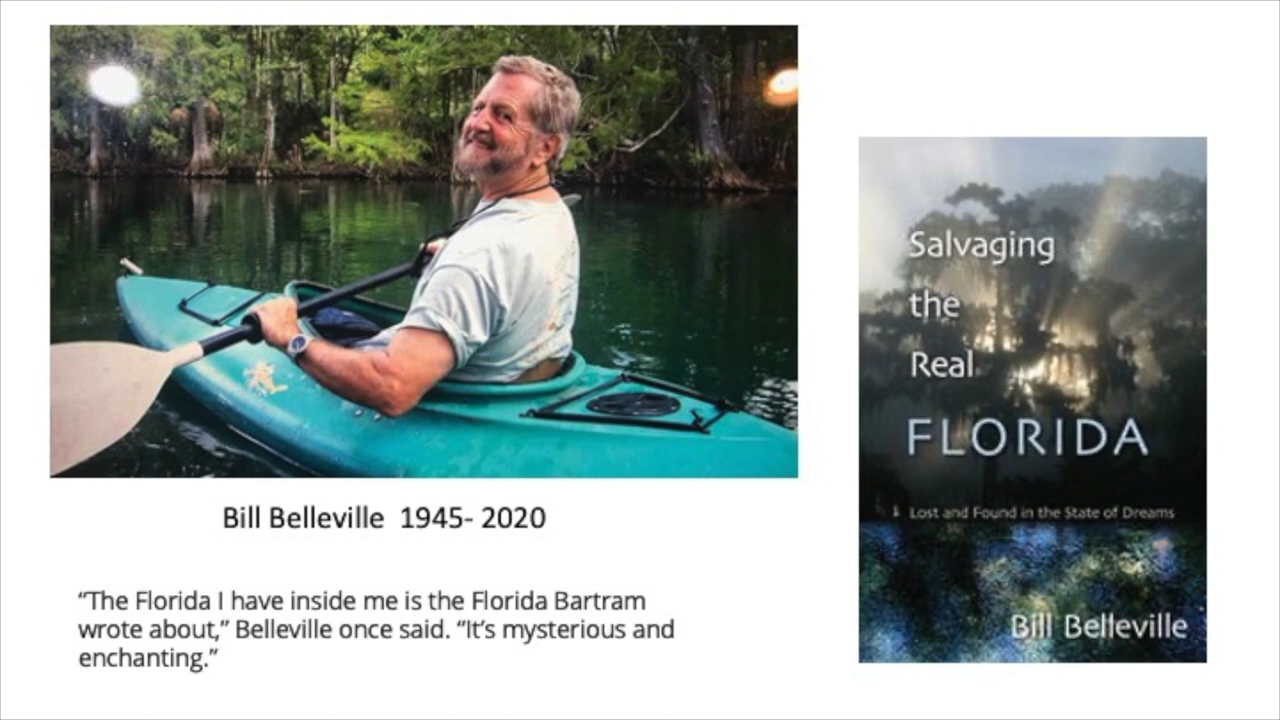 Bill Belleville 1945- 2020
“The Florida I have inside me is the Florida Bartram
wrote about,” Belleville once said. “It’s mysterious and
enchanting.”
Salvaging
the
Real
FLORIDA
Lost and Found in the State of Dreams
Bill Belleville